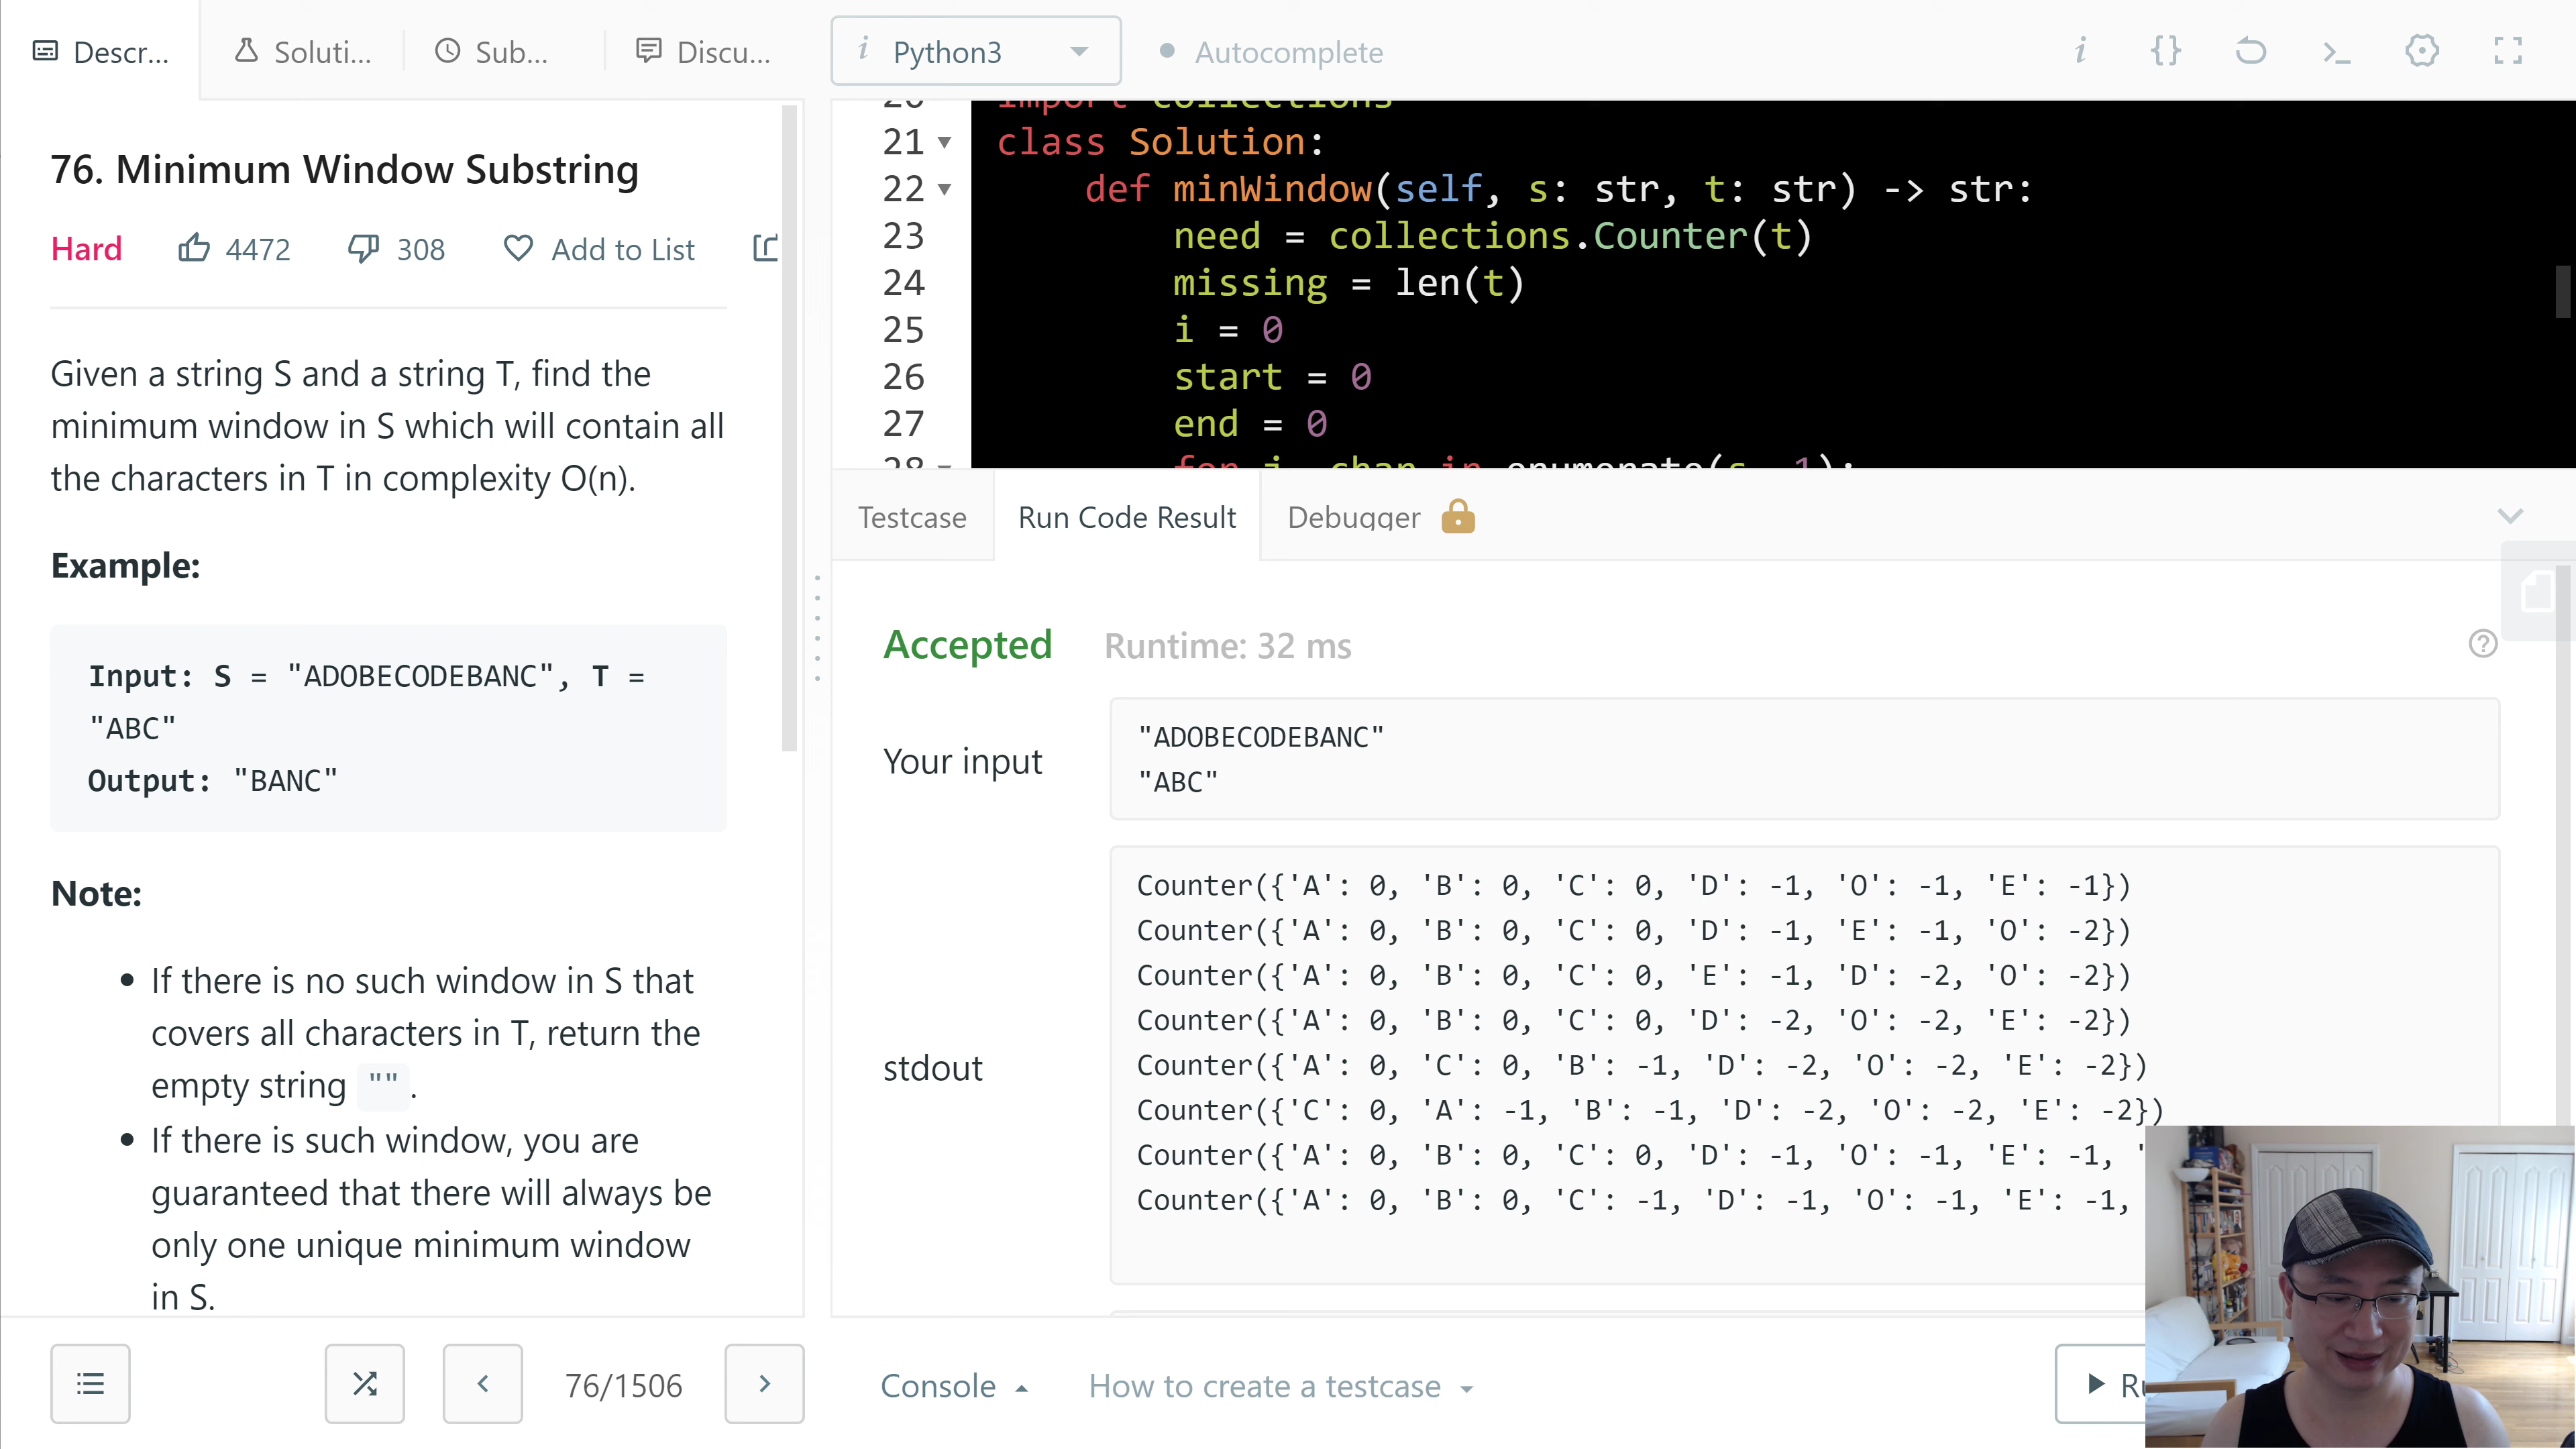 Descr...
Soluti...
Sub...
Discu...
i Python3
Autocomplete
76. Minimum Window Substring
Hard 4472 308 Add to List
Given a string S and a string T, find the
minimum window in S which will contain all
the characters in T in complexity O(n).
Example:
Input: S = "ADOBECODEBANC", T =
"ABC"
Output: "BANC"
Note:
• If there is no such window in S that
covers all characters in T, return the
empty string "".
• If there is such window, you are
guaranteed that there will always be
only one unique minimum window
in S.
76/1506
20 import collections
21 class Solution:
22 def minWindow(self, s: str, t: str) -> str:
23 need = collections.Counter(t)
24 missing = len(t)
25 i = 0
26 start = 0
27 end = 0
28 for j, char in enumerate(s, 1):
Testcase
Run Code Result
Debugger
Accepted Runtime: 32 ms
Your input
"ADOBECODEBANC"
"ABC"
stdout
Counter({'A': 0, 'B': 0, 'C': 0, 'D': -1, 'O': -1, 'E': -1})
Counter({'A': 0, 'B': 0, 'C': 0, 'D': -1, 'E': -1, 'O': -2})
Counter({'A': 0, 'B': 0, 'C': 0, 'E': -1, 'D': -2, 'O': -2})
Counter({'A': 0, 'B': 0, 'C': 0, 'D': -2, 'O': -2, 'E': -2})
Counter({'A': 0, 'C': 0, 'B': -1, 'D': -2, 'O': -2, 'E': -2})
Counter({'C': 0, 'A': -1, 'B': -1, 'D': -2, 'O': -2, 'E': -2})
Counter({'A': 0, 'B': 0, 'C': 0, 'D': -1, 'O': -1, 'E': -1, '
Counter({'A': 0, 'B': 0, 'C': -1, 'D': -1, 'O': -1, 'E': -1,
Console
How to create a testcase